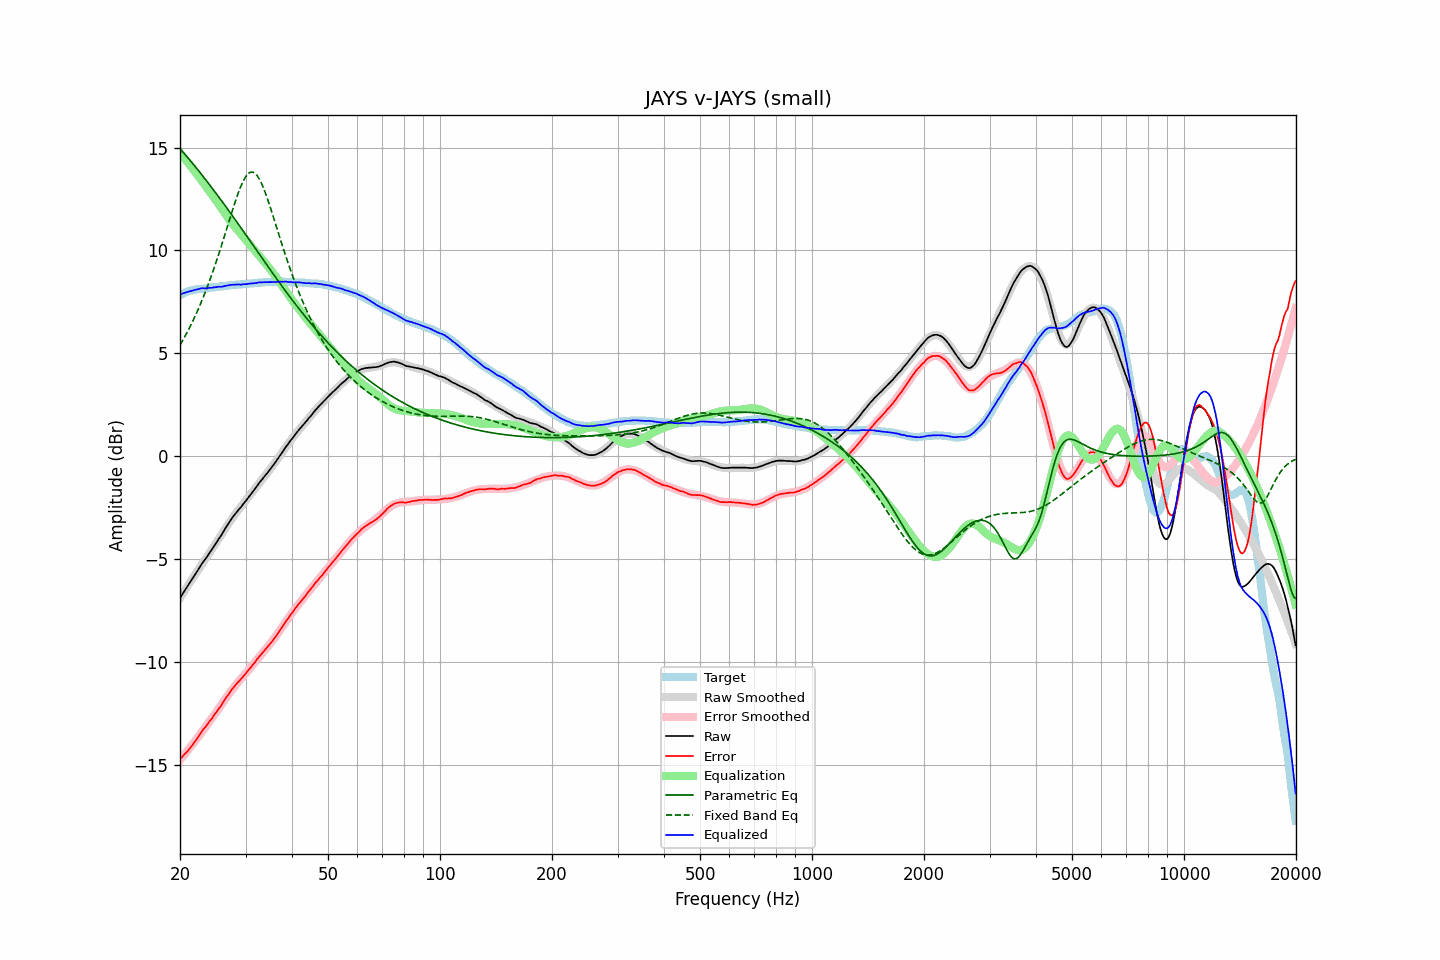 JAYS v-JAYS (small)
Amplitude (dBr)
15
10
5
0
−5
−10
−15
Target
Raw Smoothed
Error Smoothed
Raw
Error
Equalization
Parametric Eq
Fixed Band Eq
Equalized
20 50 100 200 500 1000 2000 5000 10000 20000
Frequency (Hz)